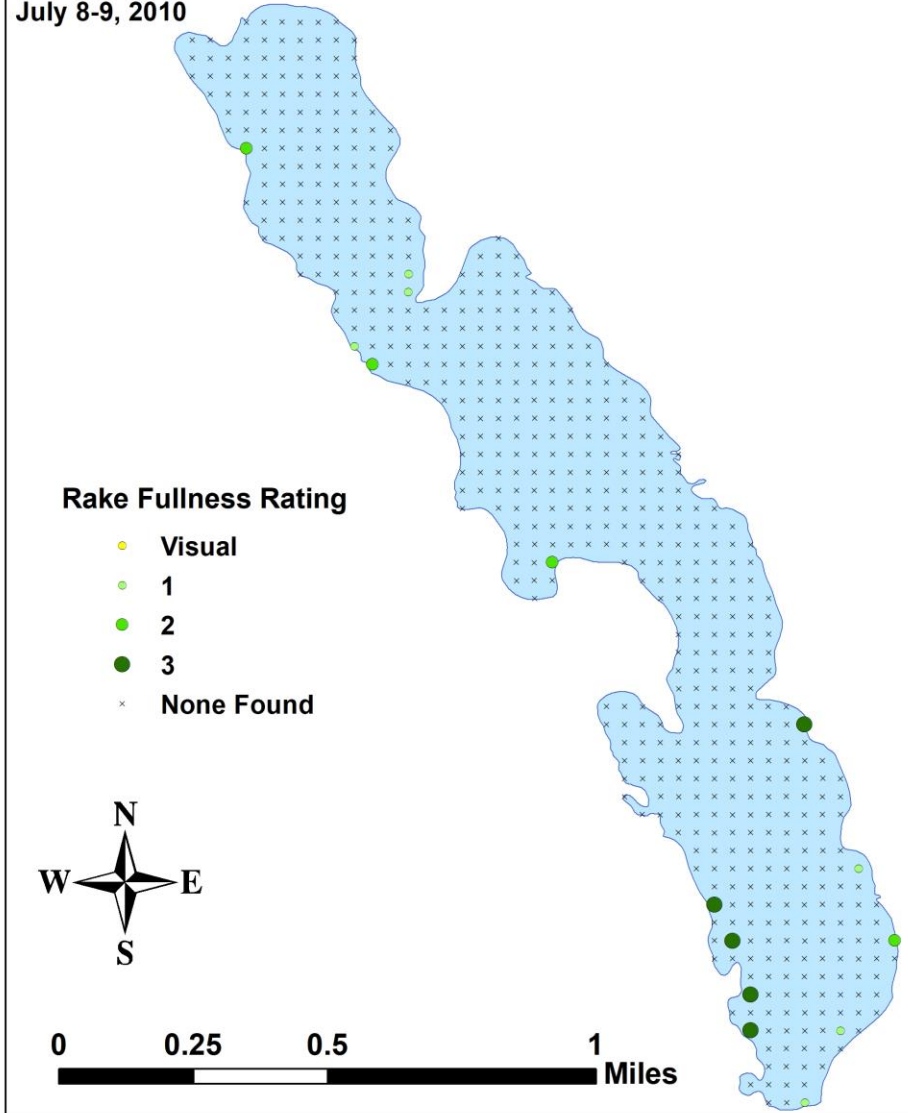 July 8-9, 2010
Rake Fullness Rating
Visual
1
2
3
None Found
N
W E
S
0 0.25 0.5 1
Miles